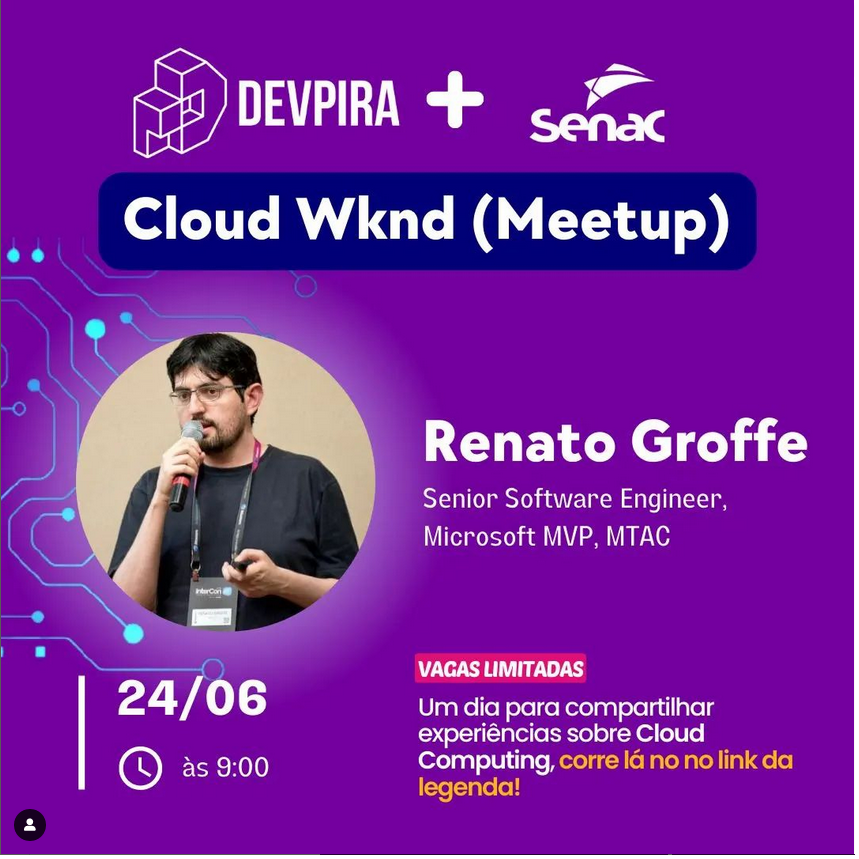 DEVPIRA + Senac
Cloud Wknd (Meetup)
InterCon
Renato Groffe
Senior Software Engineer,
Microsoft MVP, MTAC
24/06
às 9:00
VAGAS LIMITADAS
Um dia para compartilhar
experiências sobre Cloud
Computing, corre lá no no link da
legenda!